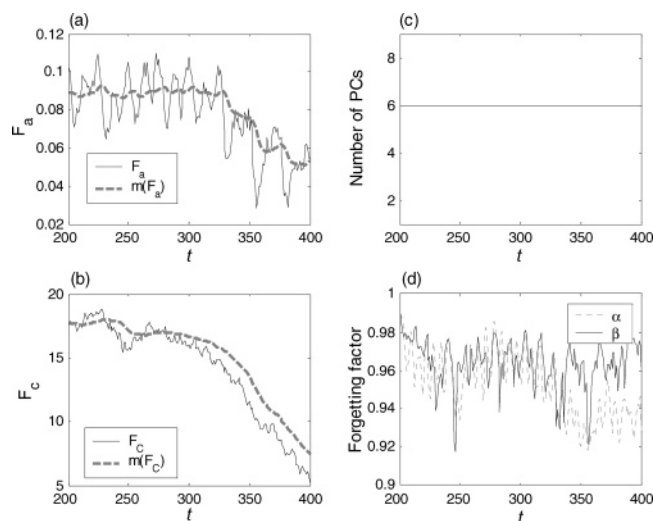 (a)
0.12
0.1
0.08
0.06
0.04
0.02
F_a
F_a
m(F_a)
200 250 300 350 400
t
(c)
8
6
4
2
Number of PCs
200 250 300 350 400
t
(b)
20
15
10
5
F_c
F_C
m(F_C)
200 250 300 350 400
t
(d)
1
0.98
0.96
0.94
0.92
0.9
Forgetting factor
α
β
200 250 300 350 400
t